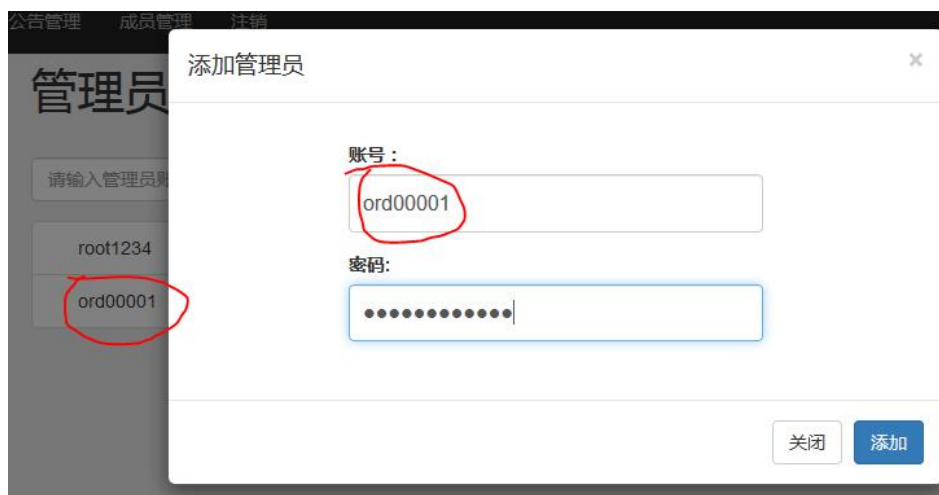 公告管理 成员管理 注销
添加管理员 ×
管理员
账号：
请输入管理员账
ord00001
root1234
密码:
ord00001
●●●●●●●●●●●●
关闭 添加